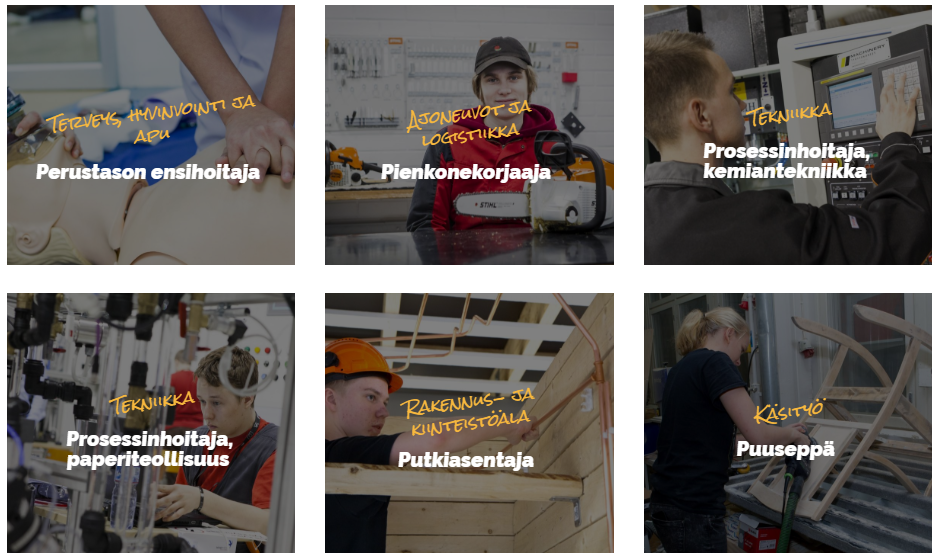 Terveys, hyvinvointi ja
apu
Perustason ensihoitaja
Ajoneuvot ja
logistiikka
Pienkonekorjaaja
STIHL
Tekniikka
Prosessinhoitaja,
kemiantekniikka
Tekniikka
Prosessinhoitaja,
paperiteollisuus
Rakennus- ja
kiinteistöala
Putkiasentaja
Käsityö
Puuseppä